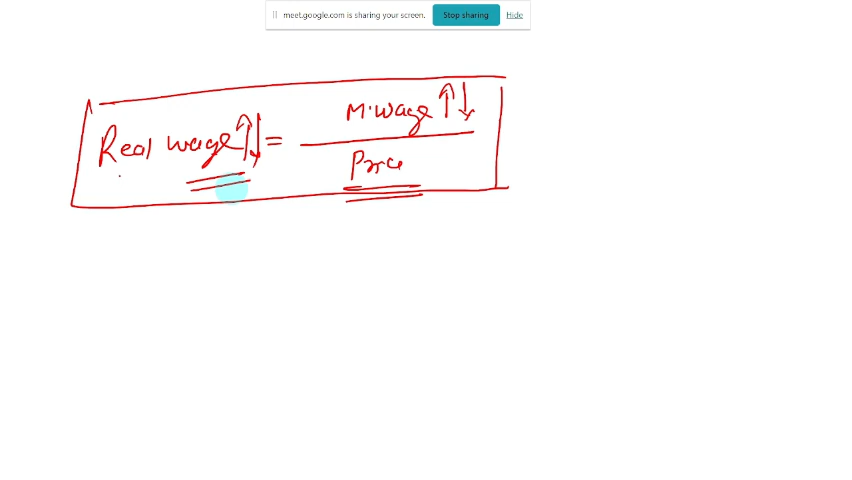 meet.google.com is sharing your screen. Stop sharing Hide
Real wage ↑↓ = M.wage ↑↓
Price